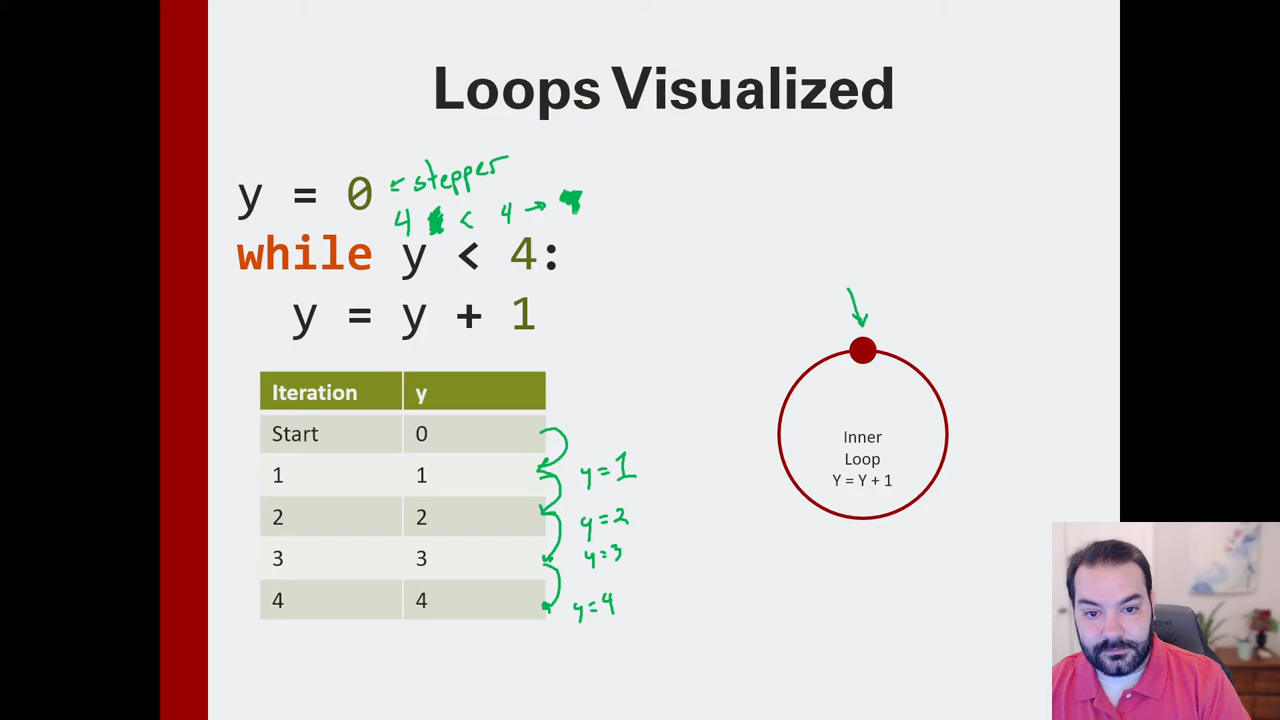 Loops Visualized
y = 0 ← stepper
4 < 4 →
while y < 4:
y = y + 1
Iteration y
Start 0
1 1
y=1
2 2
y=2
3 3
y=3
4 4
y=4
Inner
Loop
Y = Y + 1